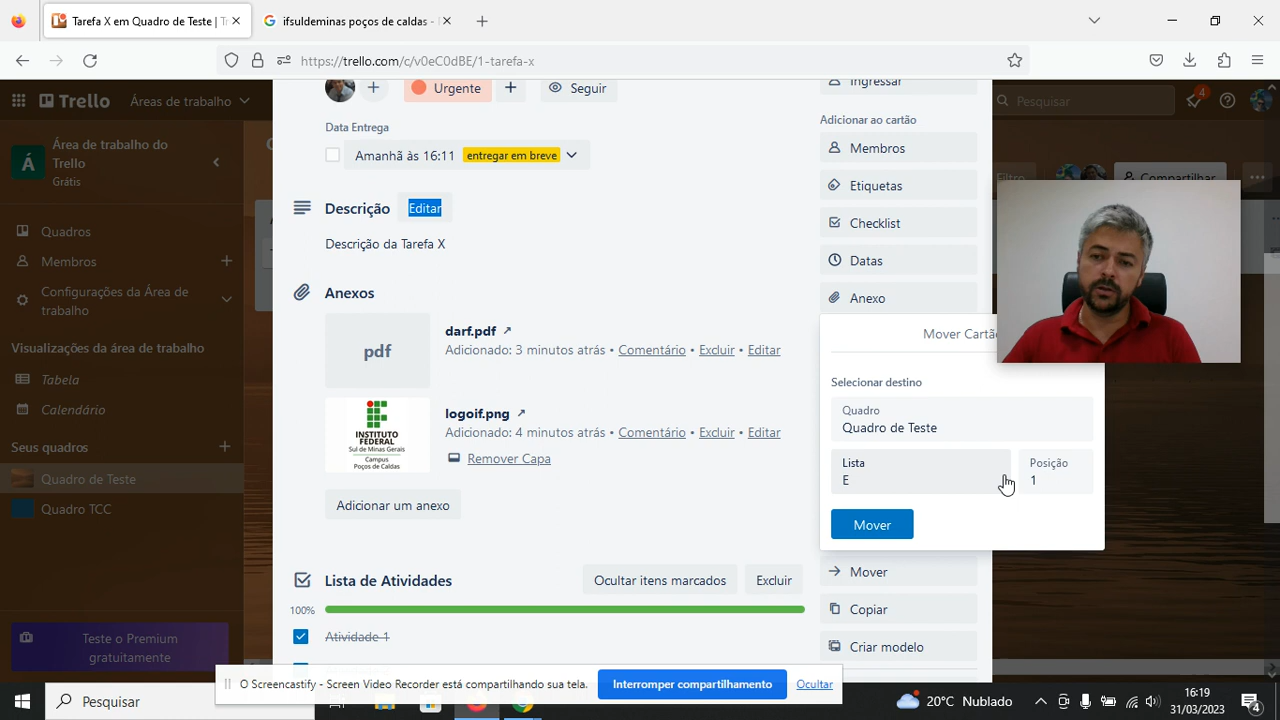 Tarefa X em Quadro de Teste | T
ifsuldeminas poços de caldas -
https://trello.com/c/v0eC0dBE/1-tarefa-x
Trello
Áreas de trabalho
Pesquisar
4
Á
Área de trabalho do
Trello
Grátis
Quadros
Membros
Configurações da Área de
trabalho
Visualizações da área de trabalho
Tabela
Calendário
Seus quadros
Quadro de Teste
Quadro TCC
Teste o Premium
gratuitamente
Filtro
Compartilhar
Urgente
Seguir
Data Entrega
Amanhã às 16:11
entregar em breve
Descrição
Editar
Descrição da Tarefa X
Anexos
pdf
darf.pdf
Adicionado: 3 minutos atrás • Comentário • Excluir • Editar
INSTITUTO
FEDERAL
Sul de Minas Gerais
Campus
Poços de Caldas
logoif.png
Adicionado: 4 minutos atrás • Comentário • Excluir • Editar
Remover Capa
Adicionar um anexo
Lista de Atividades
Ocultar itens marcados
Excluir
100%
Atividade 1
Ingressar
Adicionar ao cartão
Membros
Etiquetas
Checklist
Datas
Anexo
Mover Cartão
Selecionar destino
Quadro
Quadro de Teste
Lista
E
Posição
1
Mover
Mover
Copiar
Criar modelo
O Screencastify - Screen Video Recorder está compartilhando sua tela.
Interromper compartilhamento
Ocultar
Pesquisar
20°C Nublado
16:19
31/03/2023